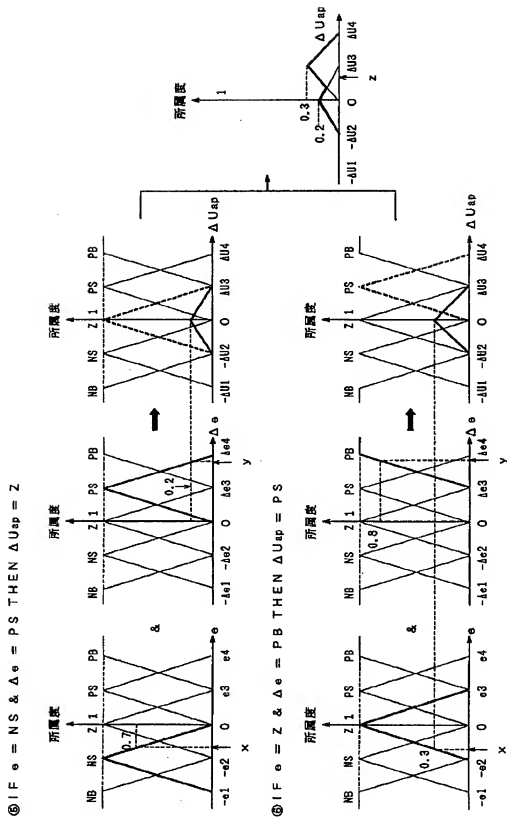 IF e = NS & Δe = PS THEN ΔUap = Z
所属度
NB NS Z 1 PS PB
0.7
-e1 -e2 0 e3 e4 e
x
&
所属度
NB NS Z 1 PS PB
0.2
-Δe1 -Δe2 0 Δe3 Δe4 Δe
y
所属度
NB NS Z 1 PS PB
-ΔU1 -ΔU2 0 ΔU3 ΔU4 ΔUap
IF e = Z & Δe = PB THEN ΔUap = PS
所属度
NB NS Z 1 PS PB
0.3
-e1 -e2 0 e3 e4 e
x
&
所属度
NB NS Z 1 PS PB
0.8
-Δe1 -Δe2 0 Δe3 Δe4 Δe
y
所属度
NB NS Z 1 PS PB
-ΔU1 -ΔU2 0 ΔU3 ΔU4 ΔUap
所属度
1
0.3
0.2
-ΔU1 -ΔU2 0 ΔU3 ΔU4 ΔUap
z